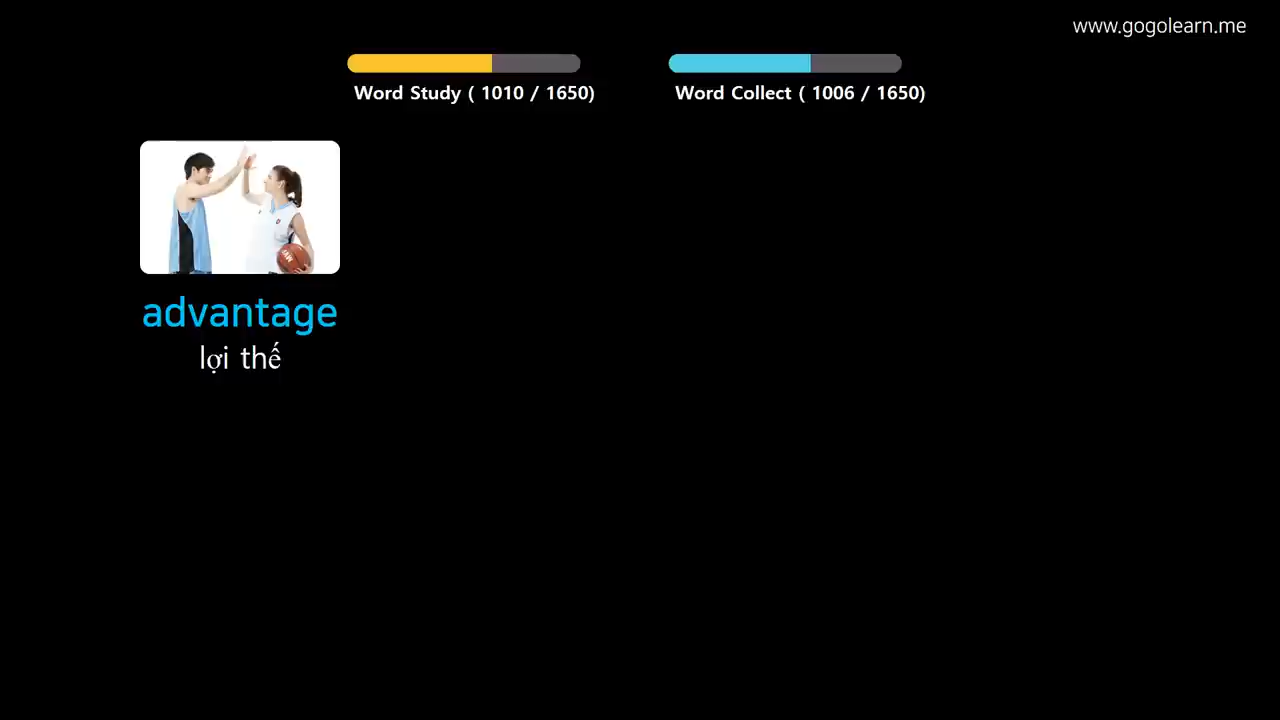 www.gogolearn.me
Word Study ( 1010 / 1650)
Word Collect ( 1006 / 1650)
advantage
lợi thế